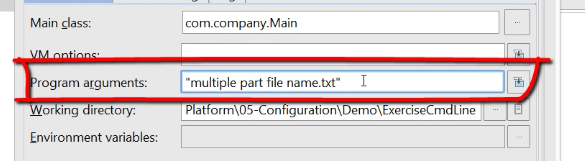 Main class: com.company.Main ...
VM options:
Program arguments: "multiple part file name.txt"
Working directory: Platform\05-Configuration\Demo\ExerciseCmdLine ...
Environment variables: ...